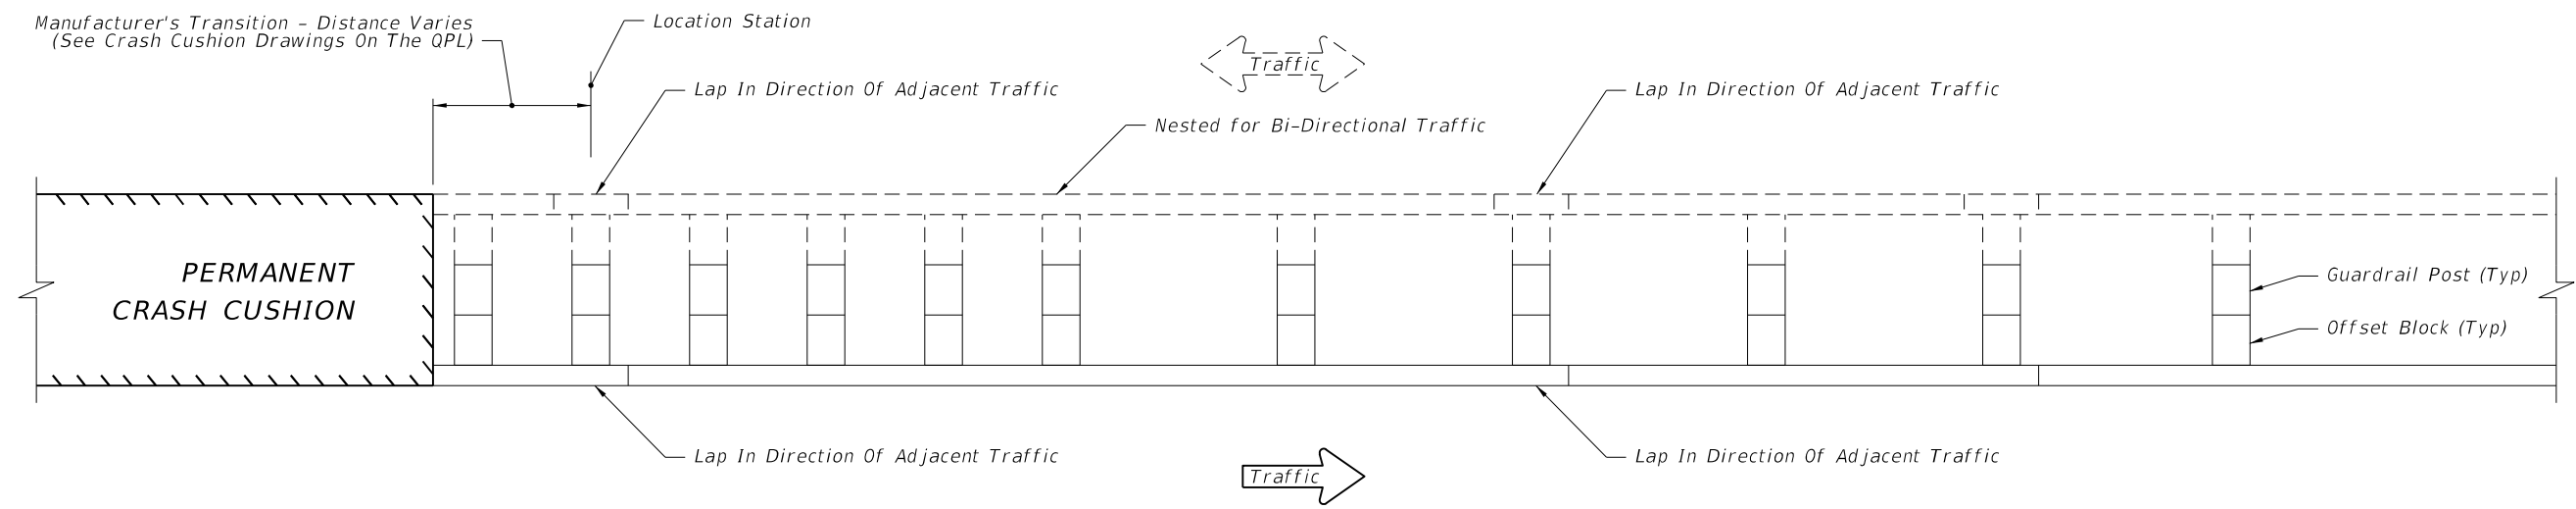 Manufacturer's Transition - Distance Varies
(See Crash Cushion Drawings On The QPL)
Location Station
Traffic
Lap In Direction Of Adjacent Traffic
Lap In Direction Of Adjacent Traffic
Nested for Bi-Directional Traffic
PERMANENT
CRASH CUSHION
Guardrail Post (Typ)
Offset Block (Typ)
Lap In Direction Of Adjacent Traffic
Lap In Direction Of Adjacent Traffic
Traffic